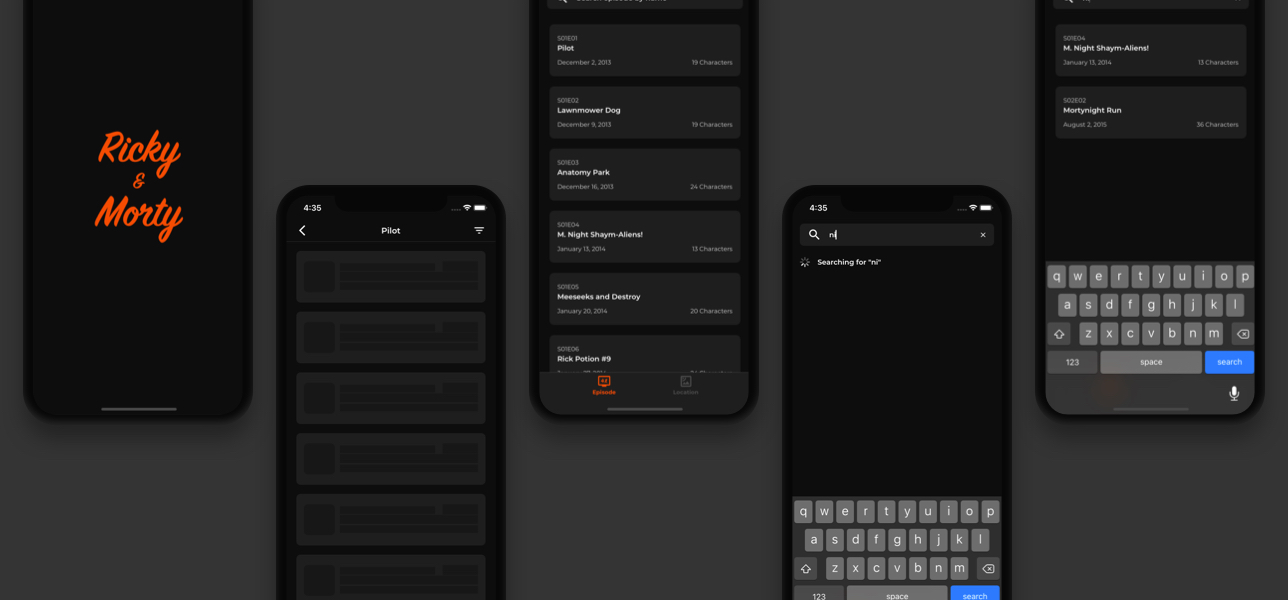 Ricky
&
Morty
4:35
Pilot
S01E01
Pilot
December 2, 2013
19 Characters
S01E02
Lawnmower Dog
December 9, 2013
19 Characters
S01E03
Anatomy Park
December 16, 2013
24 Characters
S01E04
M. Night Shaym-Aliens!
January 13, 2014
13 Characters
S01E05
Meeseeks and Destroy
January 20, 2014
20 Characters
S01E06
Rick Potion #9
Episode
Location
4:35
ni
Searching for "ni"
q w e r t y u i o p
a s d f g h j k l
z x c v b n m
123
space
search
S01E04
M. Night Shaym-Aliens!
January 13, 2014
13 Characters
S02E02
Mortynight Run
August 2, 2015
36 Characters
q w e r t y u i o p
a s d f g h j k l
z x c v b n m
123
space
search